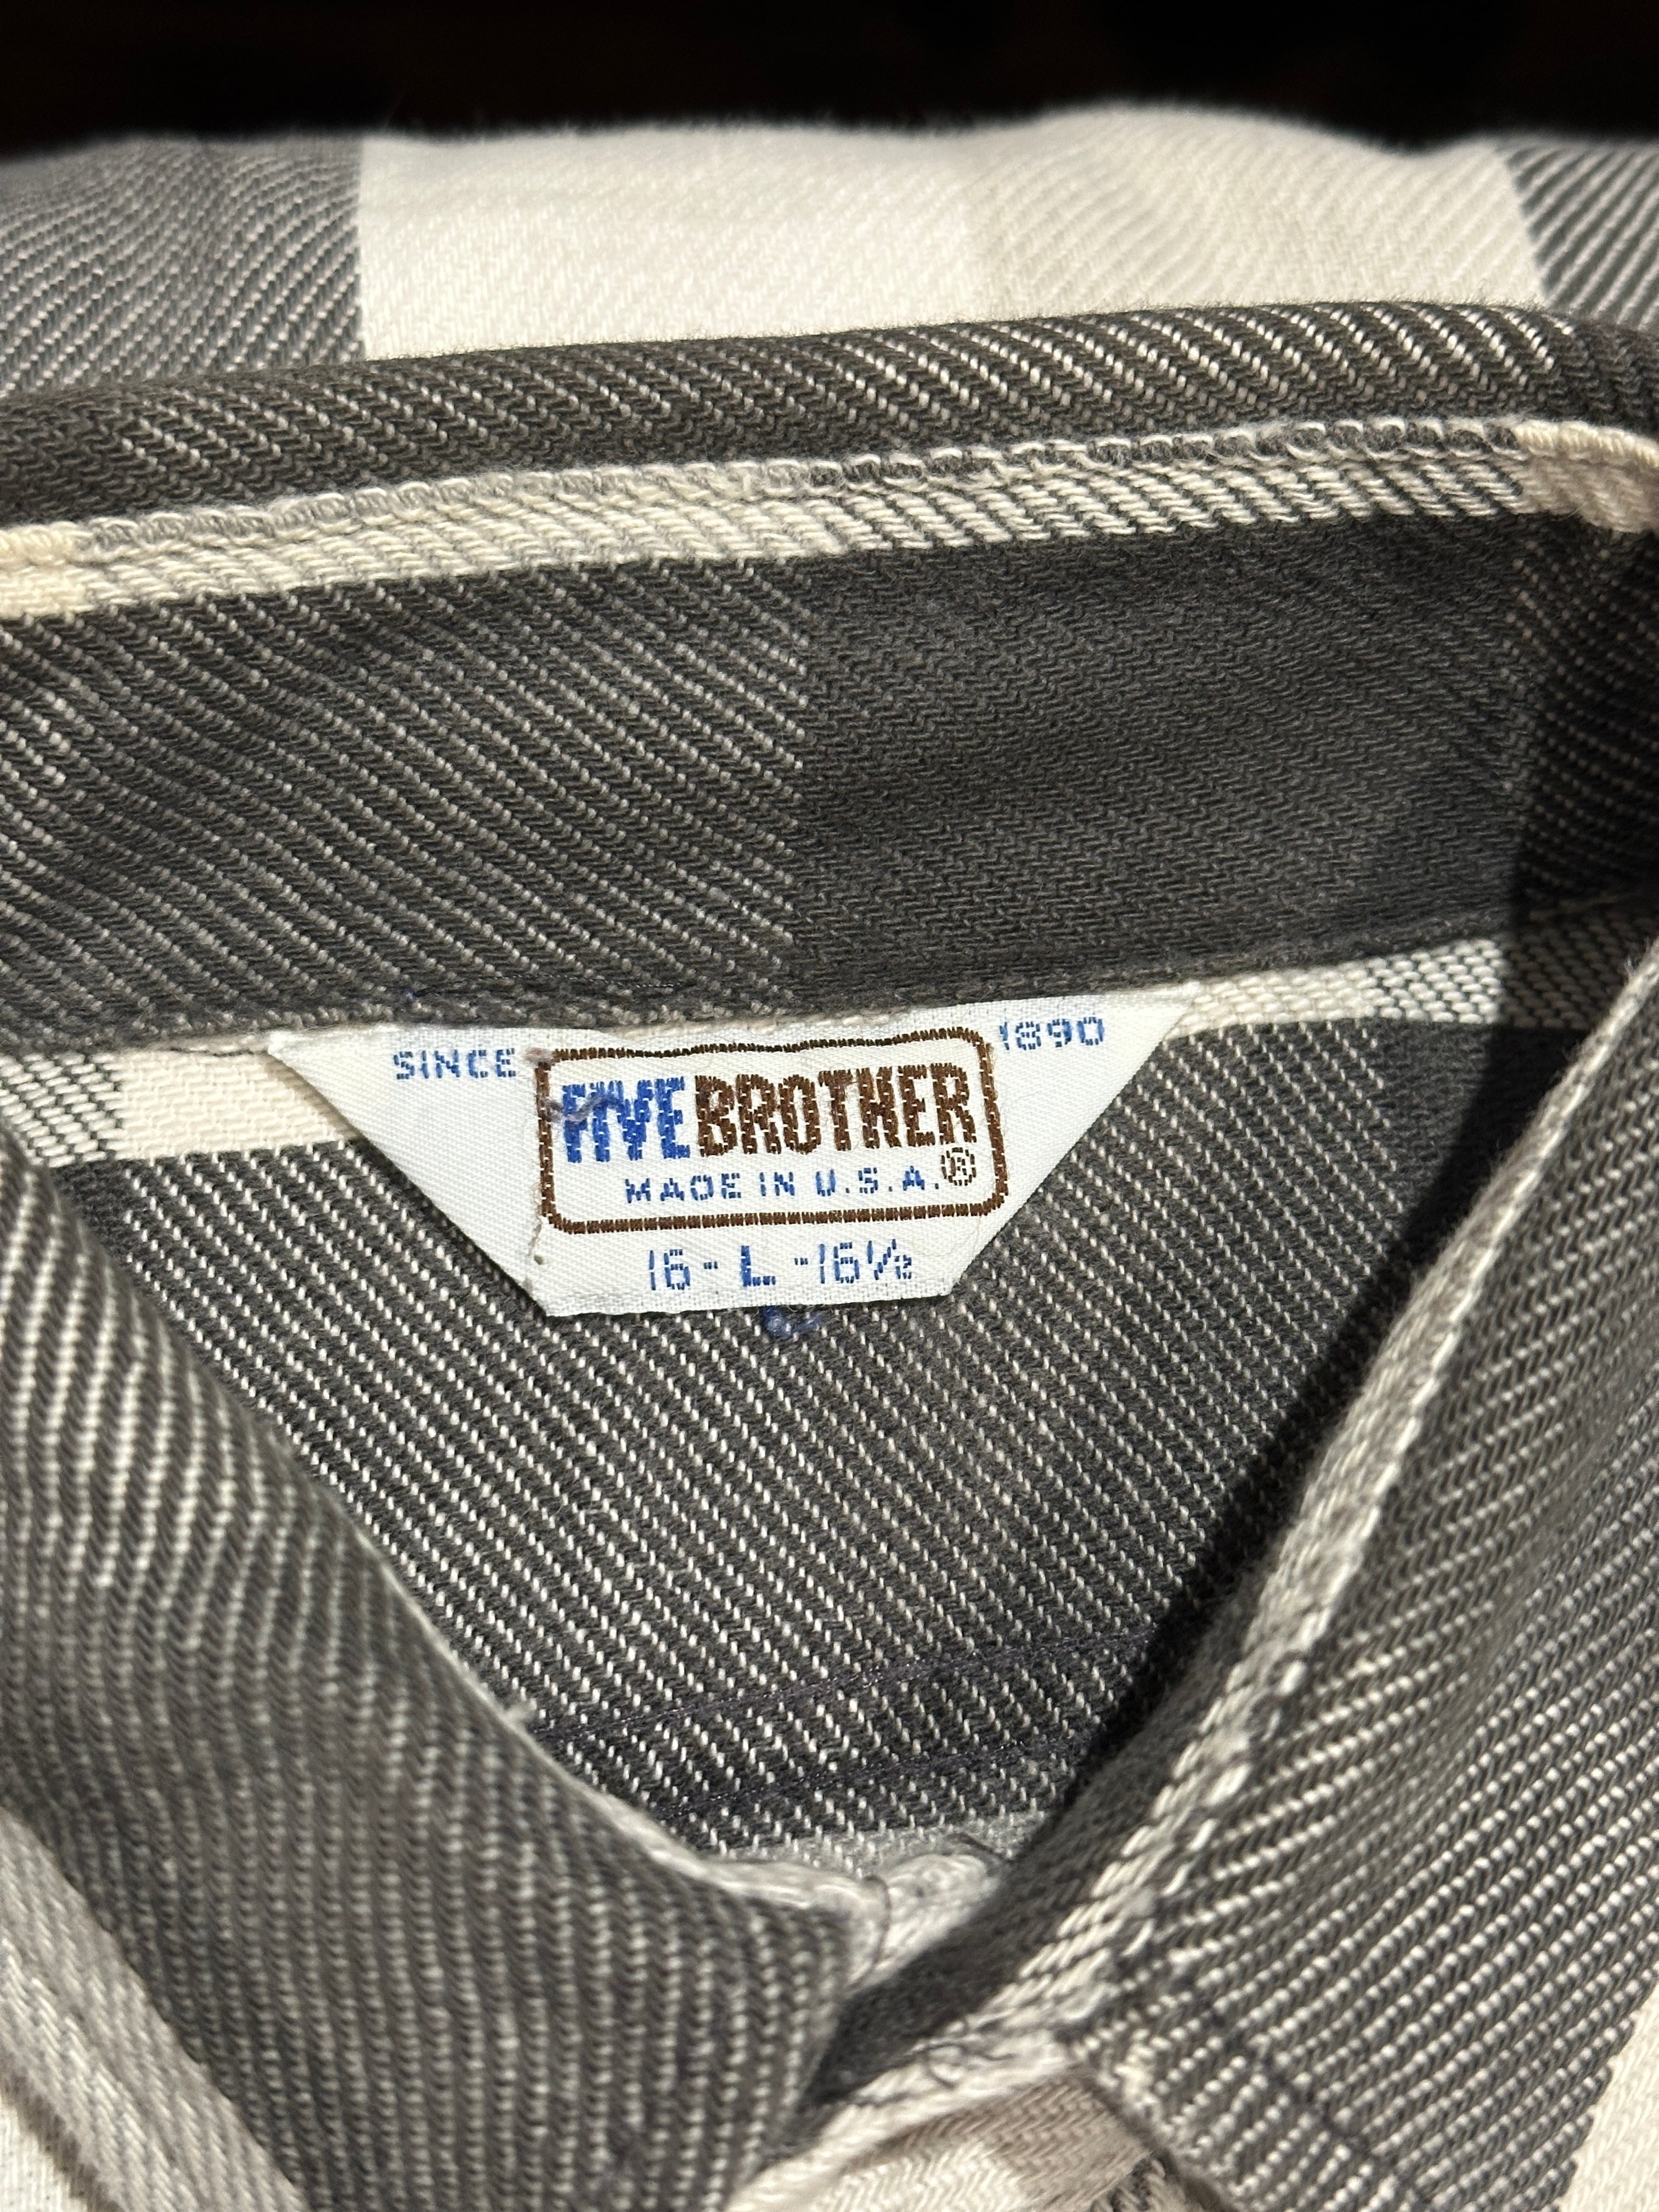 SINCE 1890
FIVE BROTHER
MADE IN U.S.A.®
16-L-16½